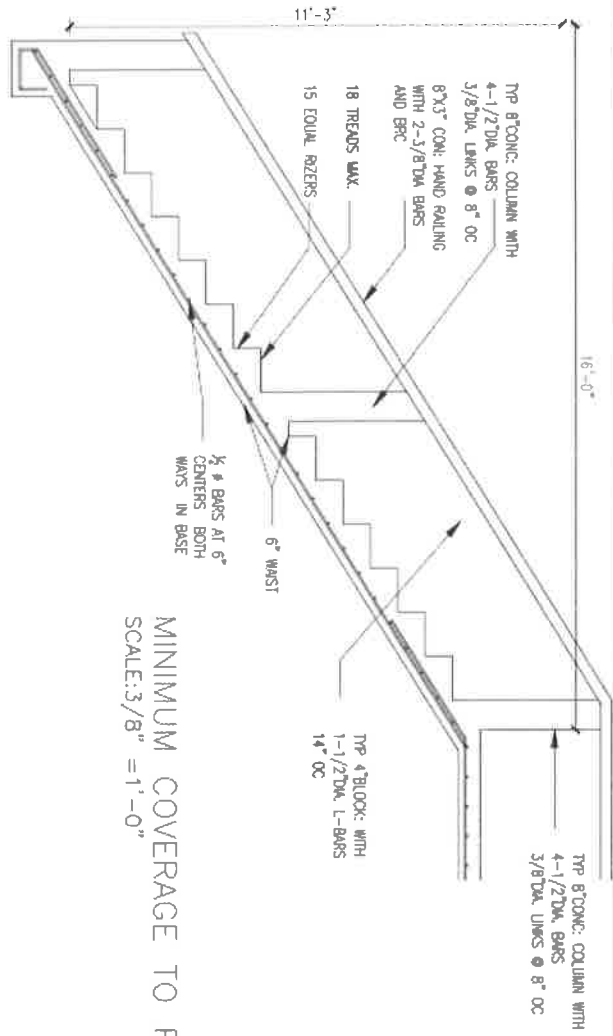 11'-3"
16'-0"
TYP 8"CONC: COLUMN WITH
4-1/2"DIA. BARS
3/8"DIA. LINKS @ 8" OC
8"X3" CON: HAND RAILING
WITH 2-3/8"DIA BARS
AND BRC
18 TREADS MAX.
15 EQUAL RIZERS
½ ø BARS AT 6"
CENTERS BOTH
WAYS IN BASE
6" WAIST
TYP 4"BLOCK: WITH
1-1/2"DIA. L-BARS
14" OC
TYP 8"CONC: COLUMN WITH
4-1/2"DIA. BARS
3/8"DIA. LINKS @ 8" OC
MINIMUM COVERAGE TO
SCALE:3/8" =1'-0"